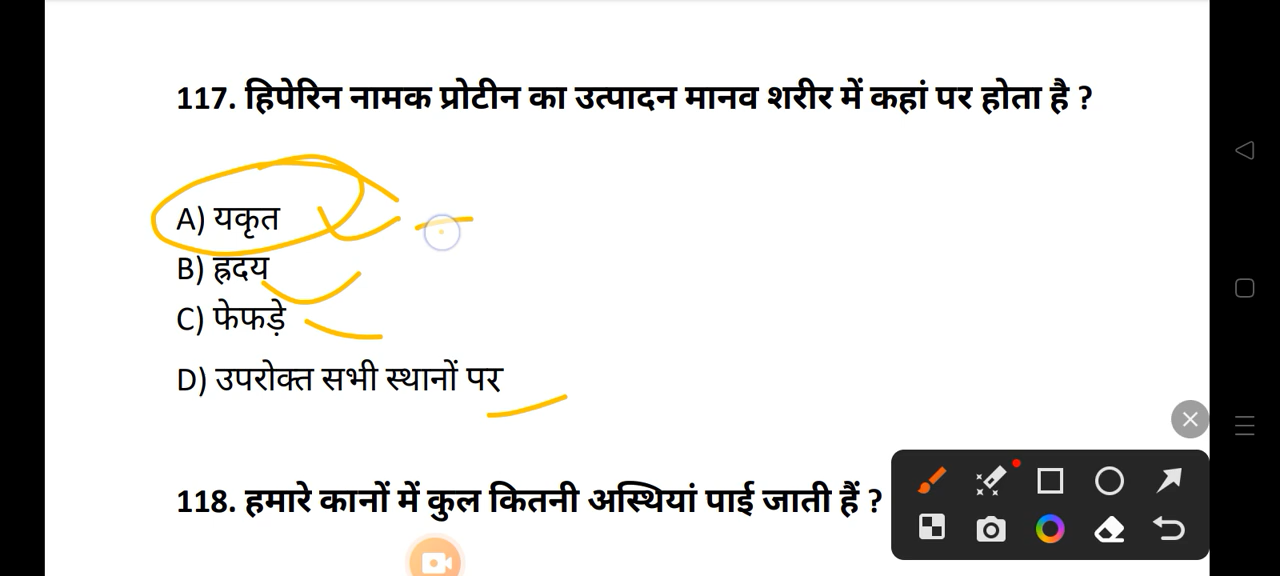 117. हिपेरिन नामक प्रोटीन का उत्पादन मानव शरीर में कहां पर होता है ?
A) यकृत
B) ह्रदय
C) फेफड़े
D) उपरोक्त सभी स्थानों पर
118. हमारे कानों में कुल कितनी अस्थियां पाई जाती हैं ?